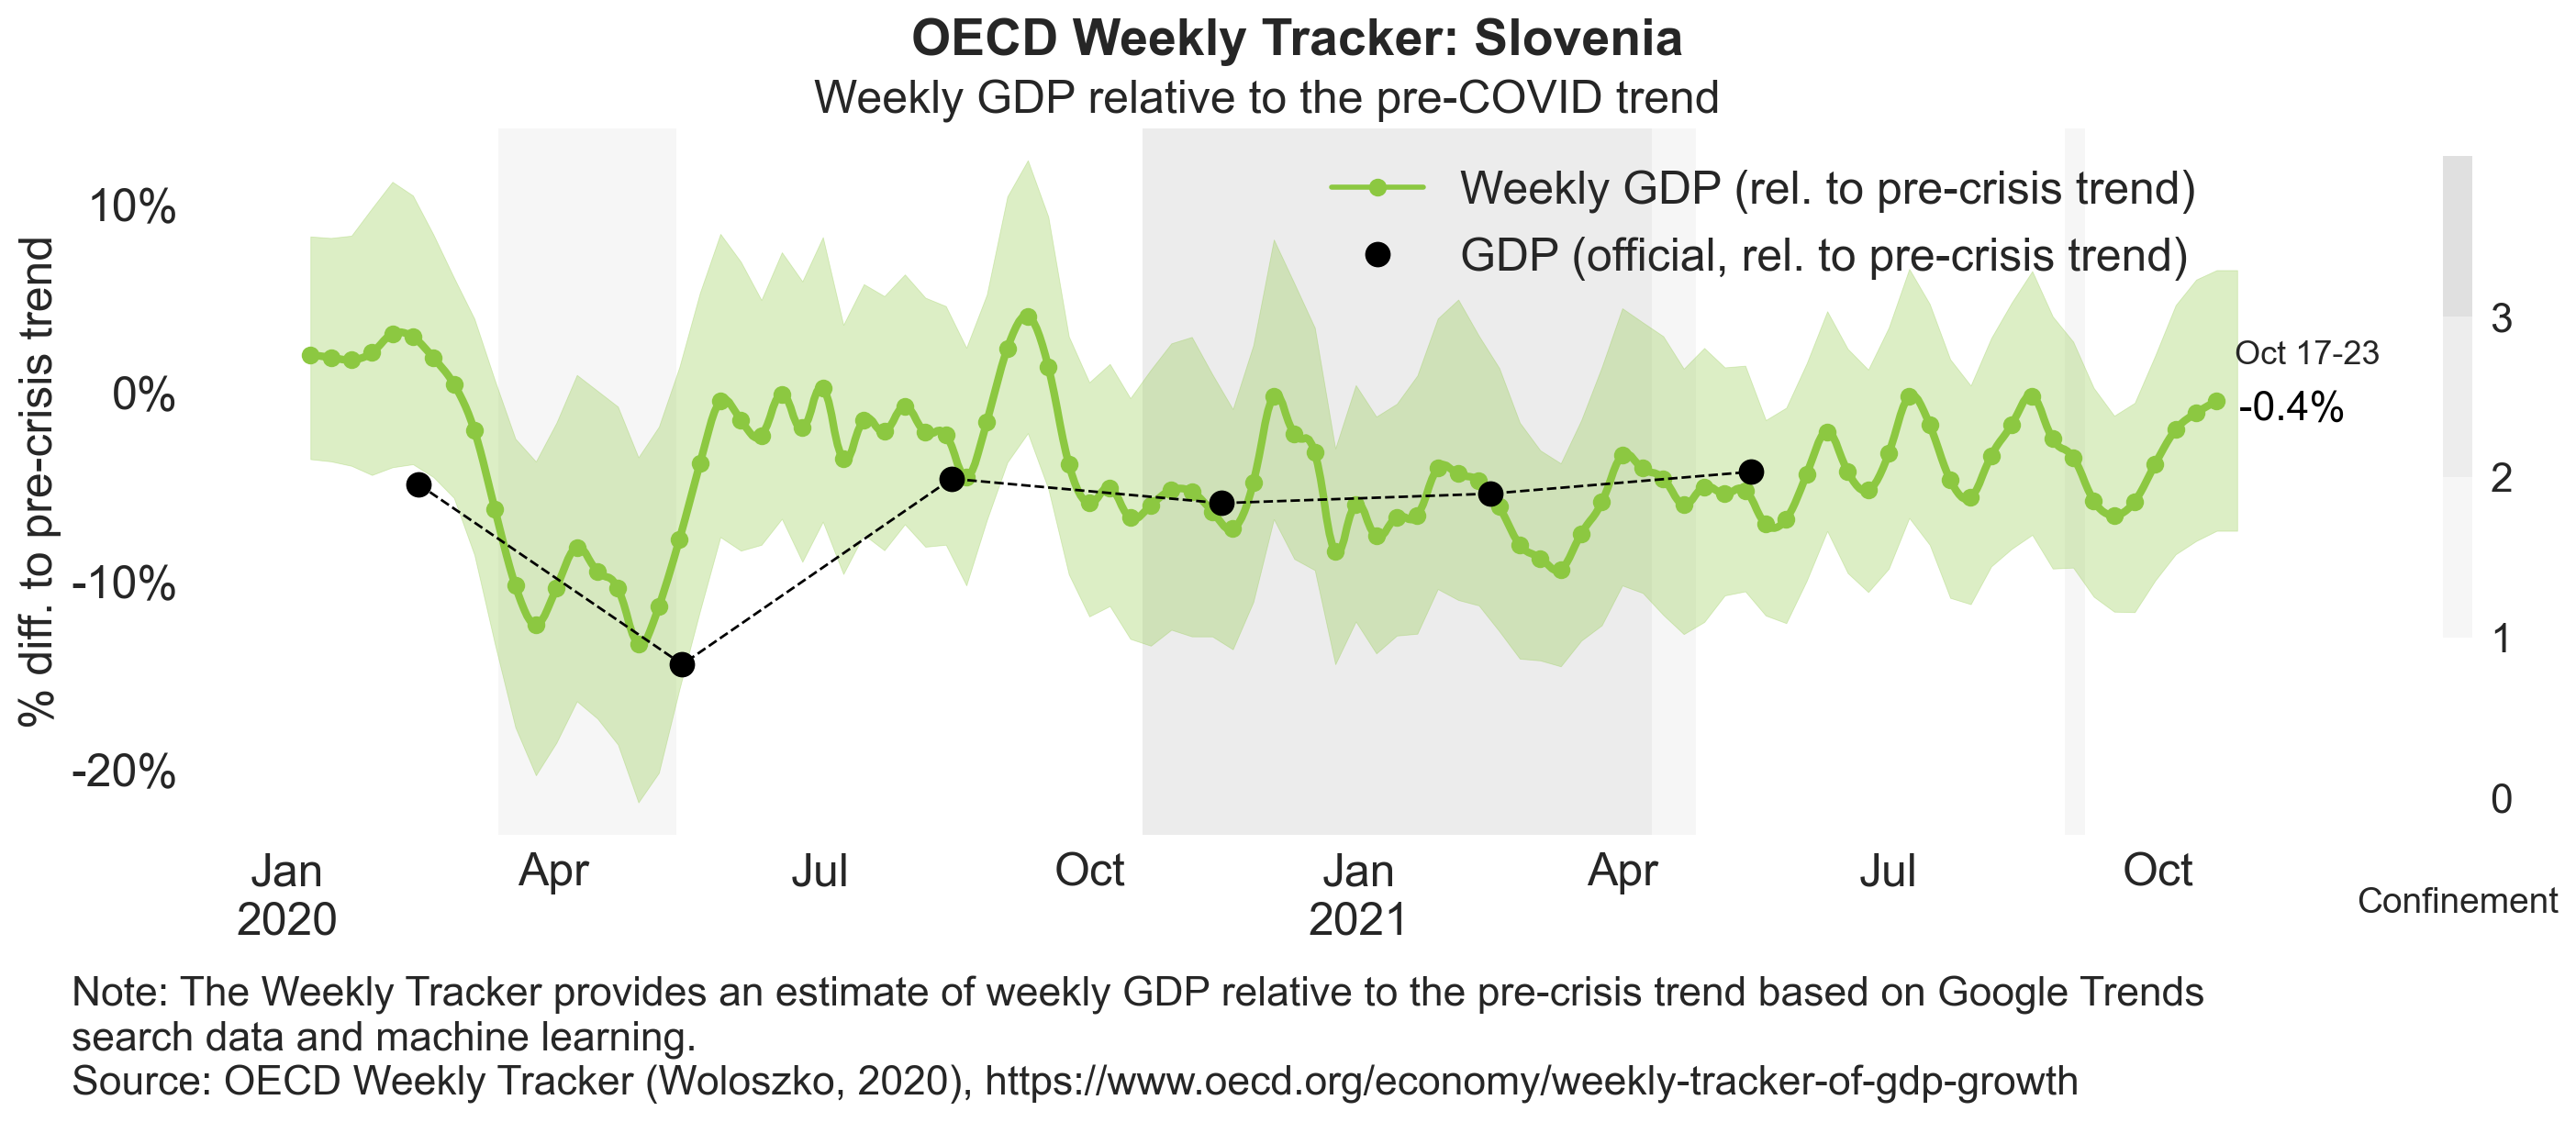 OECD Weekly Tracker: Slovenia
Weekly GDP relative to the pre-COVID trend
% diff. to pre-crisis trend
10%
0%
-10%
-20%
Weekly GDP (rel. to pre-crisis trend)
GDP (official, rel. to pre-crisis trend)
Oct 17-23
-0.4%
3
2
1
0
Confinement
Jan Apr Jul Oct Jan Apr Jul Oct
2020 2021
Note: The Weekly Tracker provides an estimate of weekly GDP relative to the pre-crisis trend based on Google Trends
search data and machine learning.
Source: OECD Weekly Tracker (Woloszko, 2020), https://www.oecd.org/economy/weekly-tracker-of-gdp-growth